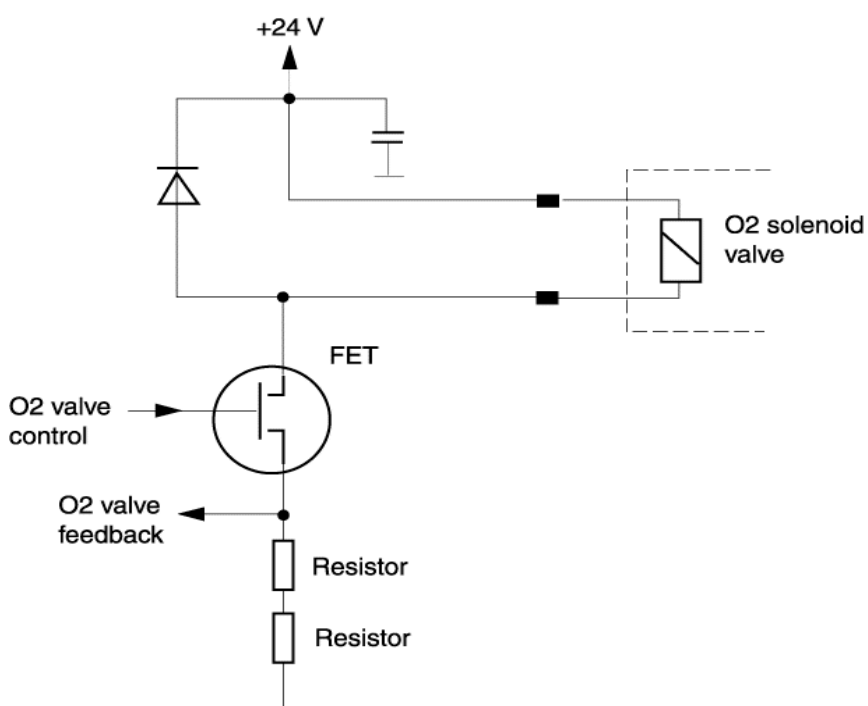 +24 V
O2 solenoid
valve
FET
O2 valve
control
O2 valve
feedback
Resistor
Resistor